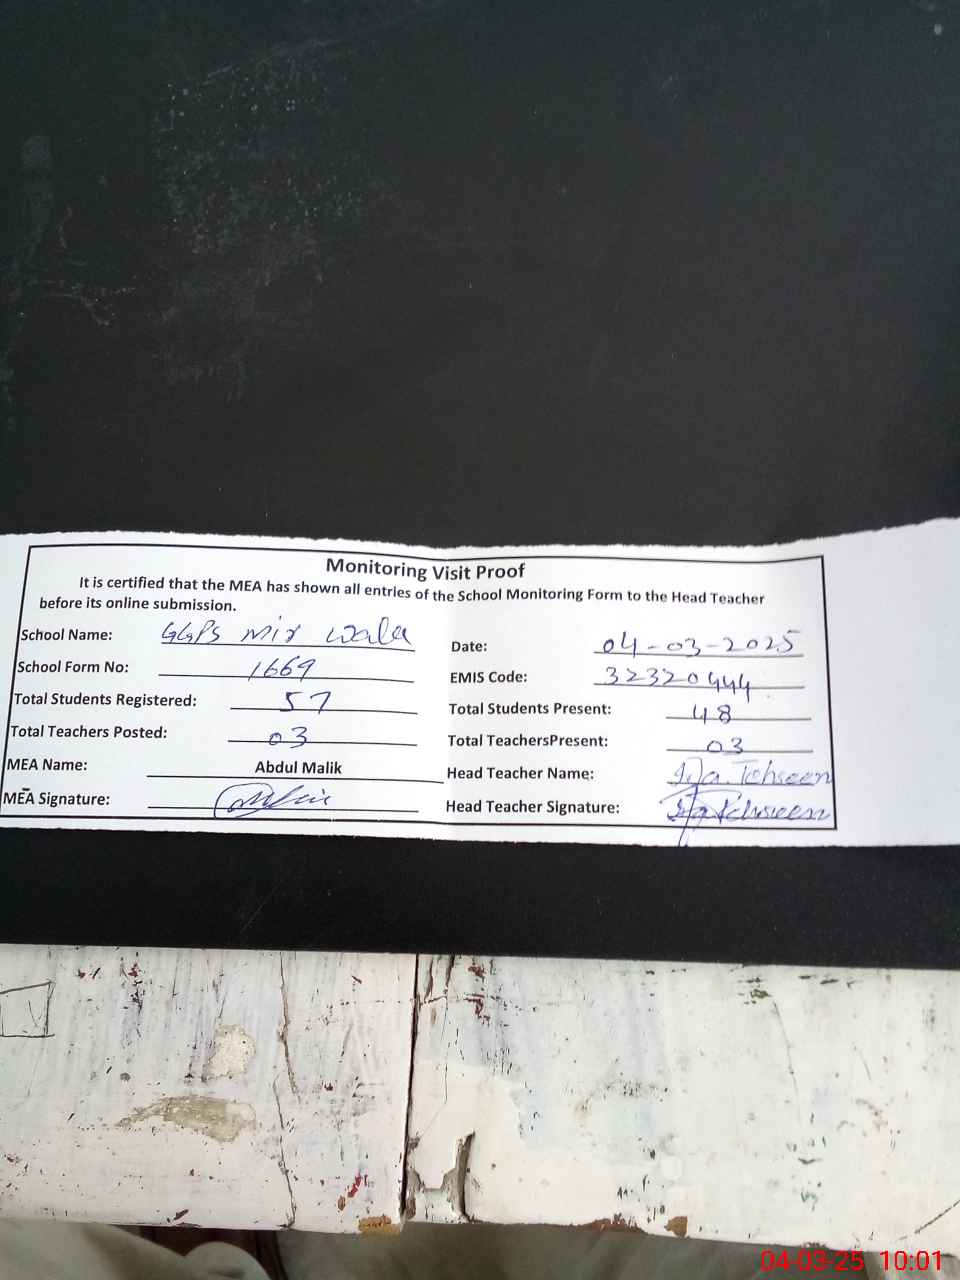 Monitoring Visit Proof
It is certified that the MEA has shown all entries of the School Monitoring Form to the Head Teacher
before its online submission.
School Name: GGPS Mir Wala
Date: 04-03-2025
School Form No: 1669
EMIS Code: 32320444
Total Students Registered: 57
Total Students Present: 48
Total Teachers Posted: 03
Total TeachersPresent: 03
MEA Name: Abdul Malik
Head Teacher Name: Tehseen
MEA Signature:
Head Teacher Signature: Tehseen
04-03-25 10:01